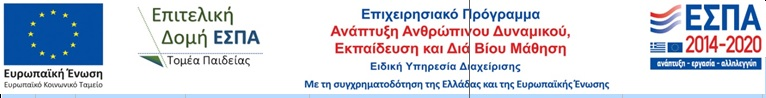 Ευρωπαϊκή Ένωση
Ευρωπαϊκό Κοινωνικό Ταμείο
Επιτελική
Δομή ΕΣΠΑ
Τομέα Παιδείας
Επιχειρησιακό Πρόγραμμα
Ανάπτυξη Ανθρώπινου Δυναμικού,
Εκπαίδευση και Διά Βίου Μάθηση
Ειδική Υπηρεσία Διαχείρισης
Με τη συγχρηματοδότηση της Ελλάδας και της Ευρωπαϊκής Ένωσης
ΕΣΠΑ
2014-2020
ανάπτυξη - εργασία - αλληλεγγύη